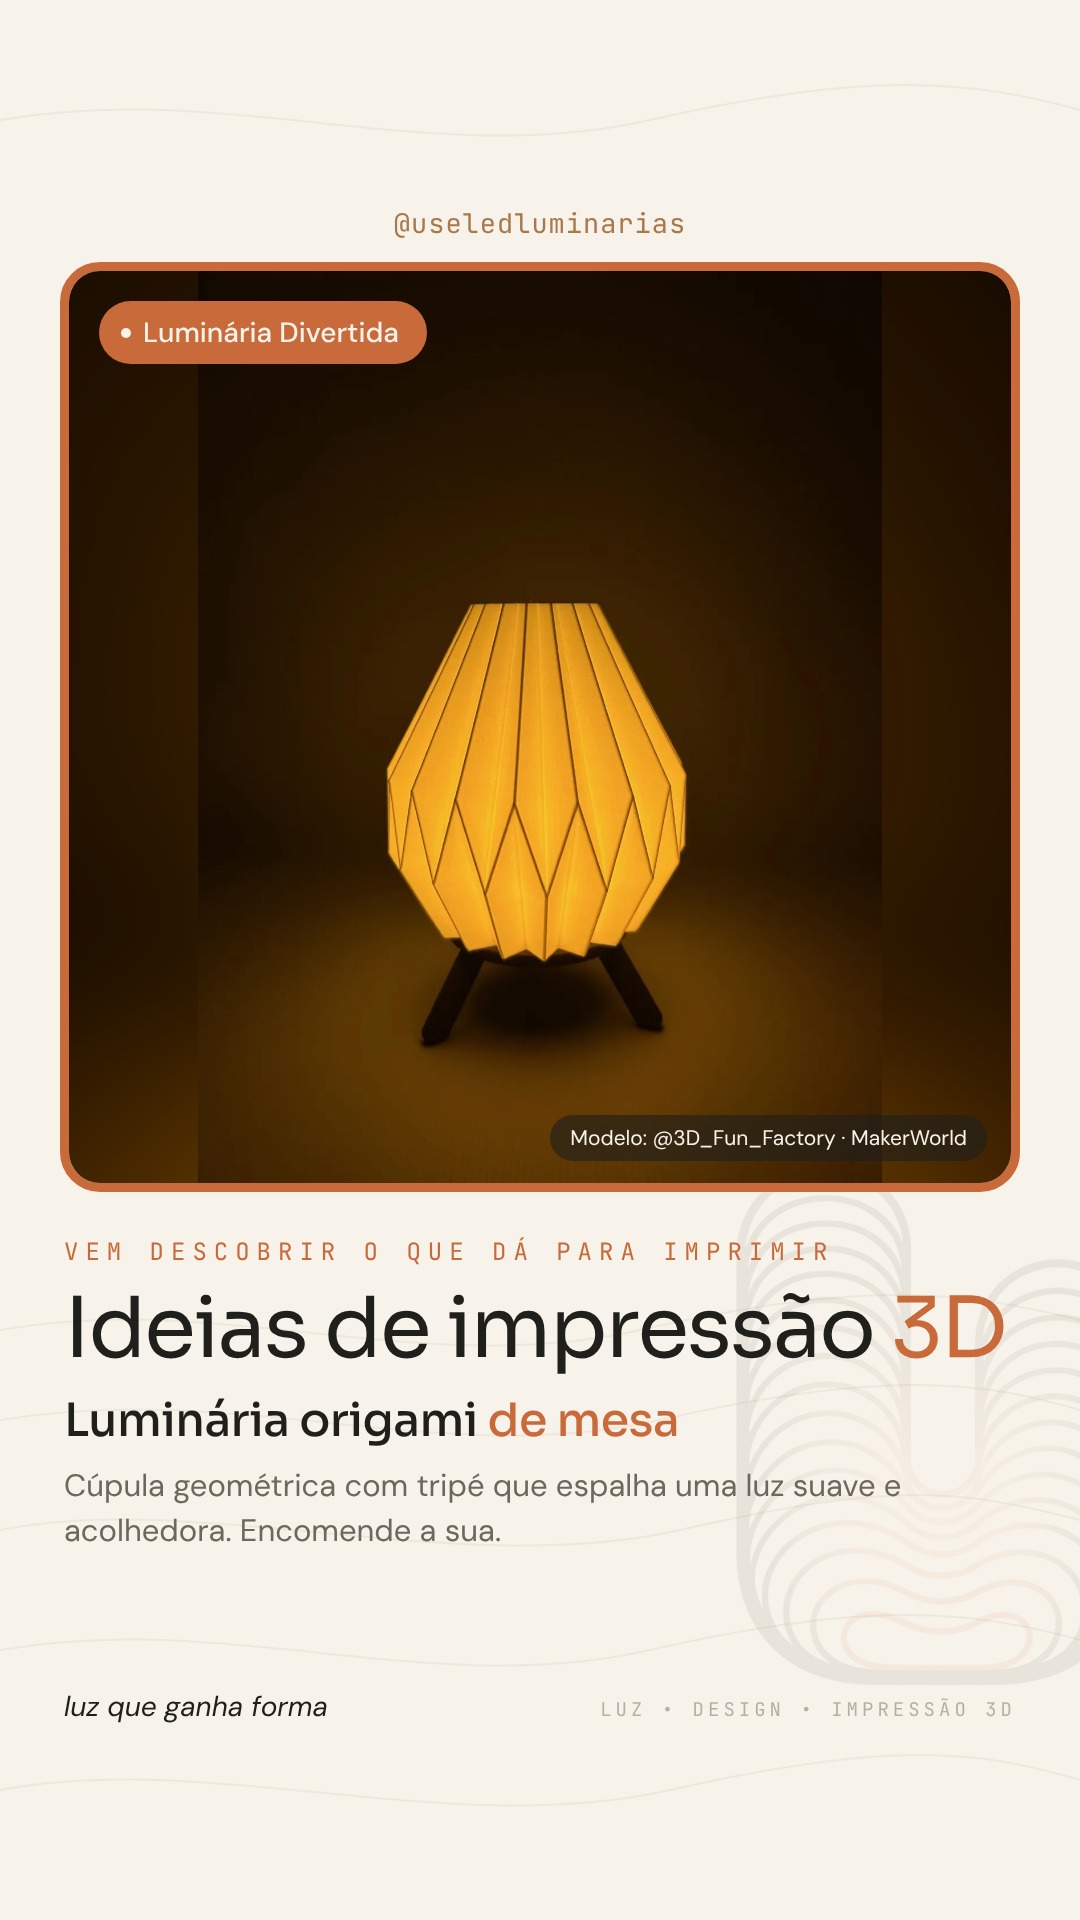 @useledluminarias
• Luminária Divertida
Modelo: @3D_Fun_Factory · MakerWorld
VEM DESCOBRIR O QUE DÁ PARA IMPRIMIR
Ideias de impressão 3D
Luminária origami de mesa
Cúpula geométrica com tripé que espalha uma luz suave e
acolhedora. Encomende a sua.
luz que ganha forma
LUZ • DESIGN • IMPRESSÃO 3D